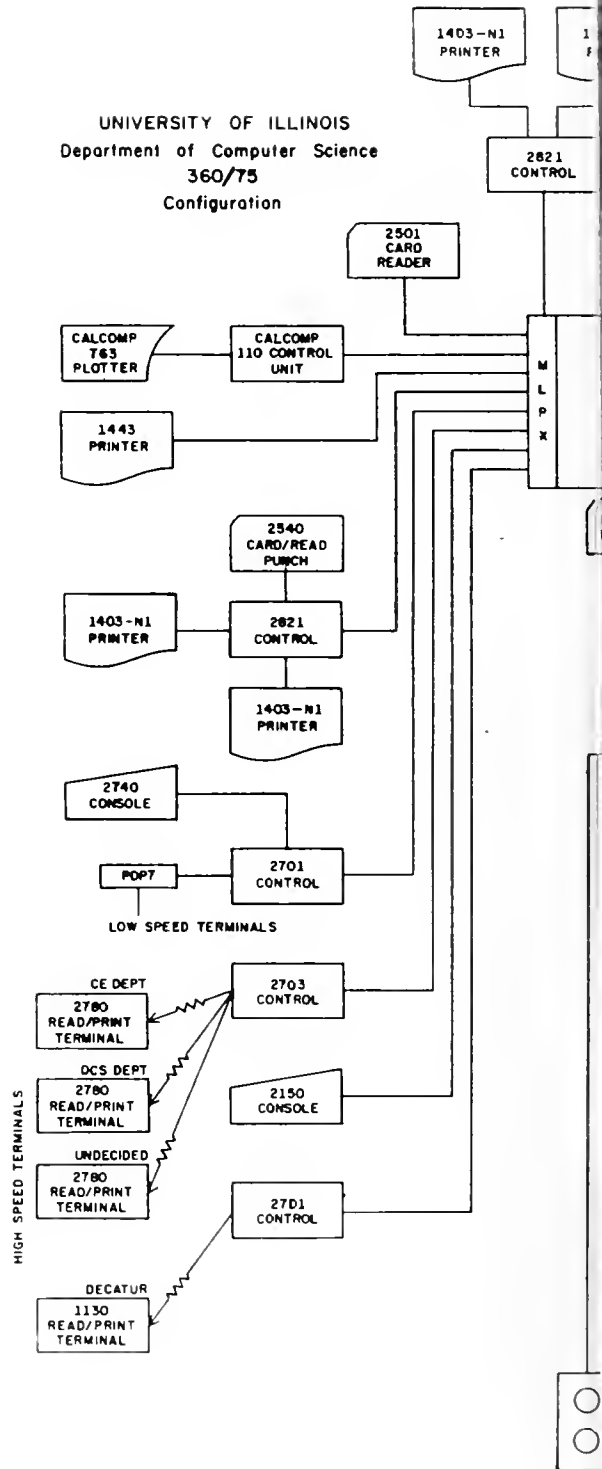 1403-N1
PRINTER
UNIVERSITY OF ILLINOIS
Department of Computer Science
360/75
Configuration
2821
CONTROL
2501
CARD
READER
CALCOMP
763
PLOTTER
CALCOMP
110 CONTROL
UNIT
M
L
P
X
1443
PRINTER
2540
CARD/READ
PUNCH
1403-N1
PRINTER
2821
CONTROL
1403-N1
PRINTER
2740
CONSOLE
PDP7
2701
CONTROL
LOW SPEED TERMINALS
CE DEPT
2780
READ/PRINT
TERMINAL
2703
CONTROL
DCS DEPT
2780
READ/PRINT
TERMINAL
2150
CONSOLE
UNDECIDED
2780
READ/PRINT
TERMINAL
HIGH SPEED TERMINALS
2701
CONTROL
DECATUR
1130
READ/PRINT
TERMINAL